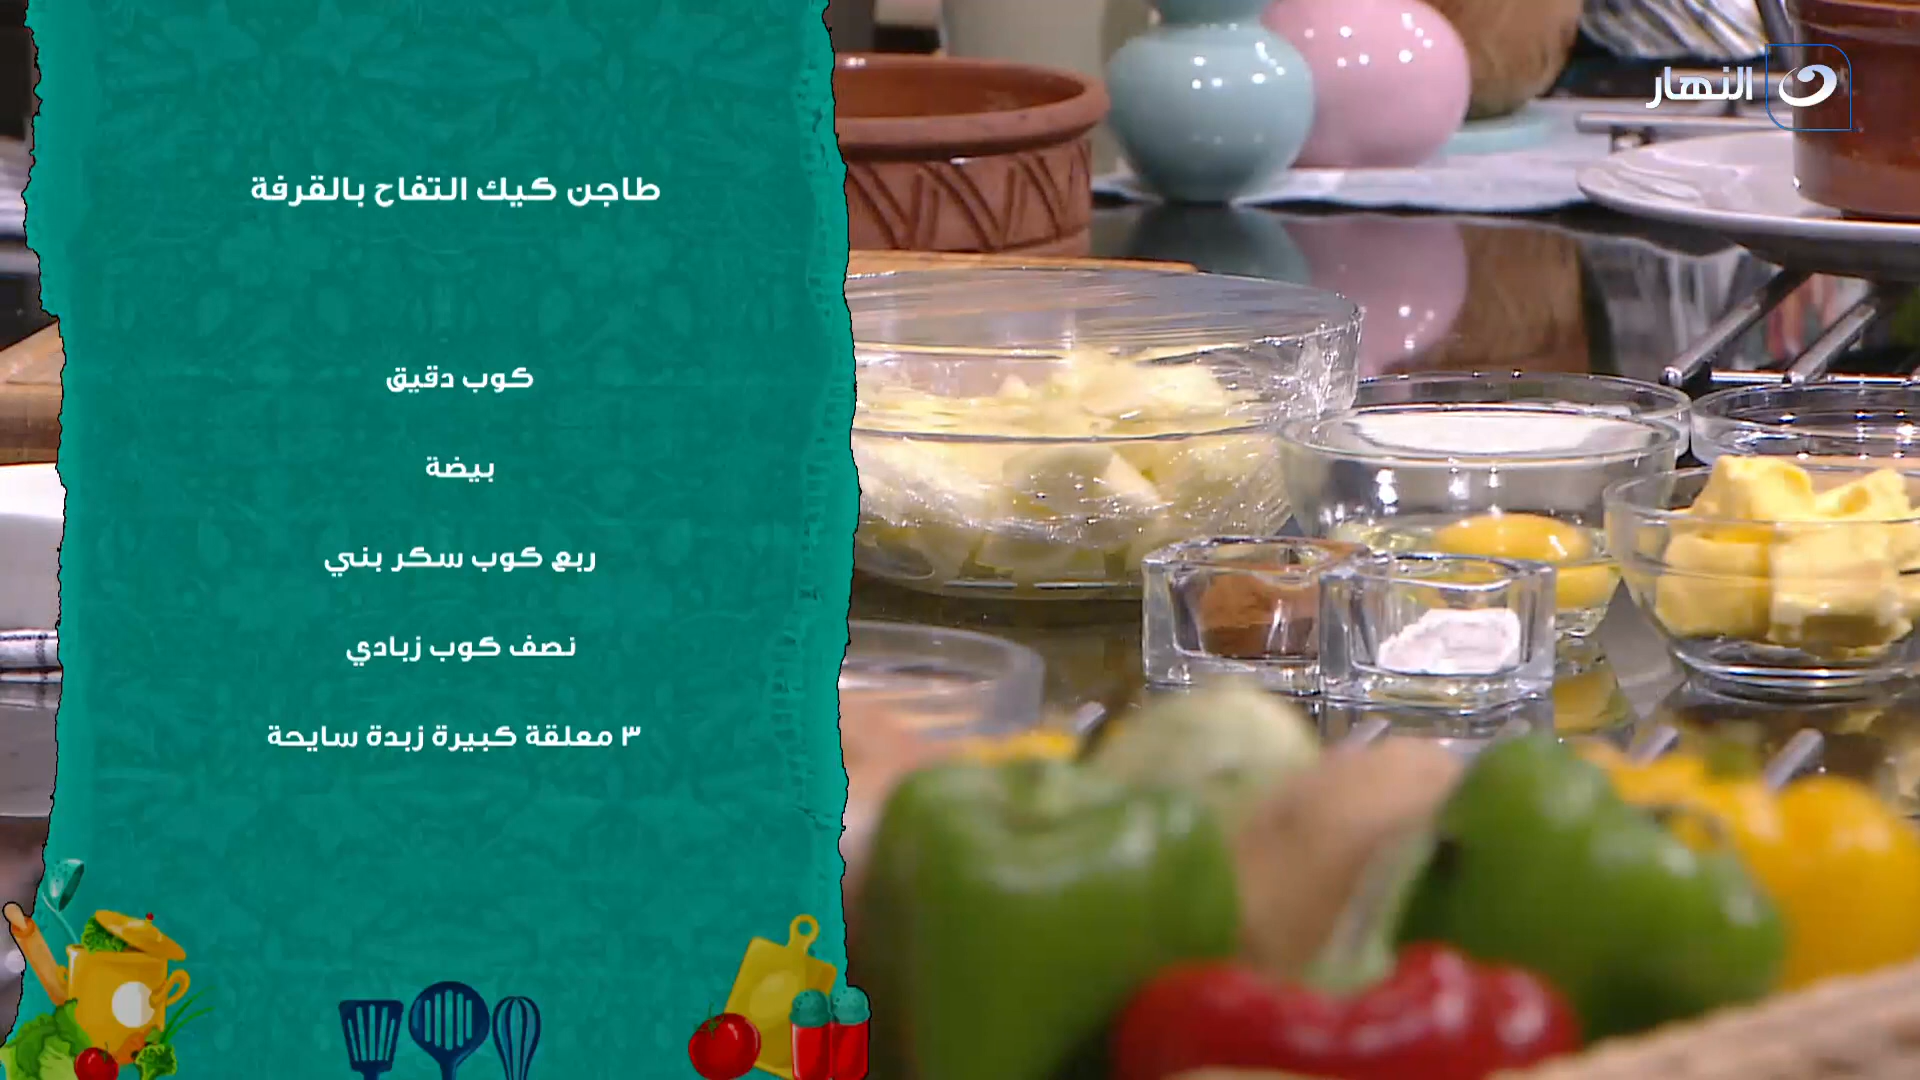 النهار
طاجن كيك التفاح بالقرفة
كوب دقيق
بيضة
ربع كوب سكر بني
نصف كوب زبادي
٣ معلقة كبيرة زبدة سايحة